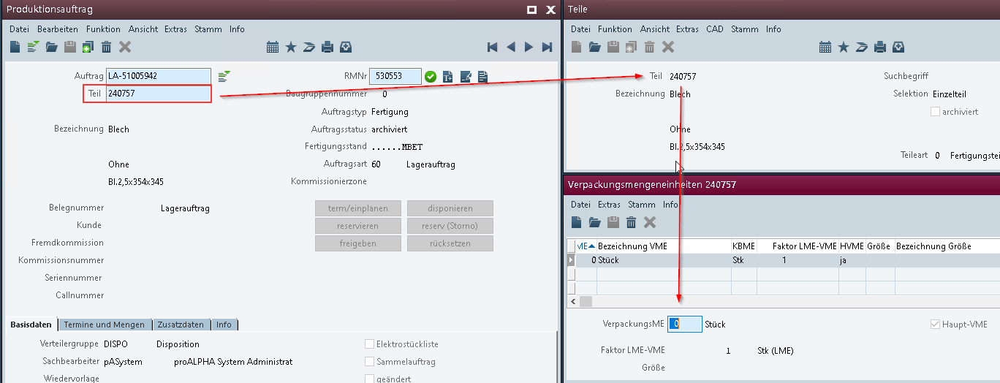 Produktionsauftrag
Datei Bearbeiten Funktion Ansicht Extras Stamm Info
Auftrag LA-51005942 RMNr 530553
Teil 240757 Baugruppennummer 0
Auftragstyp Fertigung
Bezeichnung Blech Auftragsstatus archiviert
Fertigungsstand ......MBET
Ohne Auftragsart 60 Lagerauftrag
Bl.2,5x354x345 Kommissionierzone
Belegnummer Lagerauftrag term/einplanen disponieren
Kunde reservieren reserv (Storno)
Fremdkommission freigeben rücksetzen
Kommissionsnummer
Seriennummer
Callnummer
Basisdaten Termine und Mengen Zusatzdaten Info
Verteilergruppe DISPO Disposition Elektrostückliste
Sachbearbeiter pASystem proALPHA System Administrat Sammelauftrag
Wiedervorlage geändert
Teile
Datei Funktion Ansicht Extras CAD Stamm Info
Teil 240757 Suchbegriff
Bezeichnung Blech Selektion Einzelteil
archiviert
Ohne
Bl.2,5x354x345
Teileart 0 Fertigungstei
Verpackungsmengeneinheiten 240757
Datei Extras Stamm Info
VME Bezeichnung VME KBME Faktor LME-VME HVME Größe Bezeichnung Größe
0 Stück Stk 1 ja
VerpackungsME 0 Stück Haupt-VME
Faktor LME-VME 1 Stk (LME)
Größe